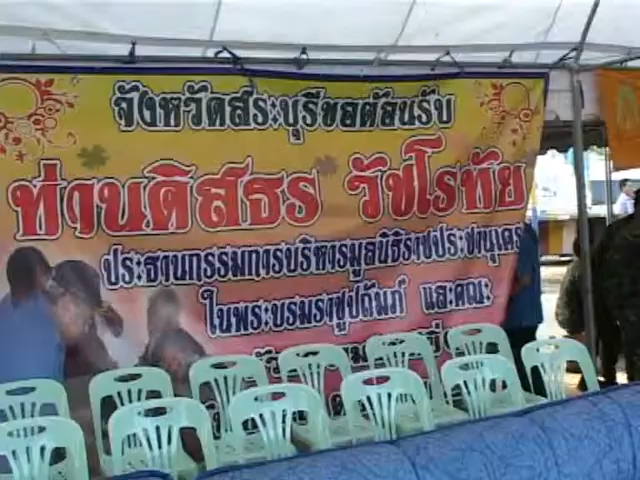 จังหวัดสระบุรีขอต้อนรับ
ท่านดิสธร วัชโรทัย
ประธานกรรมการบริหารมูลนิธิราชประชานุเคราะห์
ในพระบรมราชูปถัมภ์ และคณะ